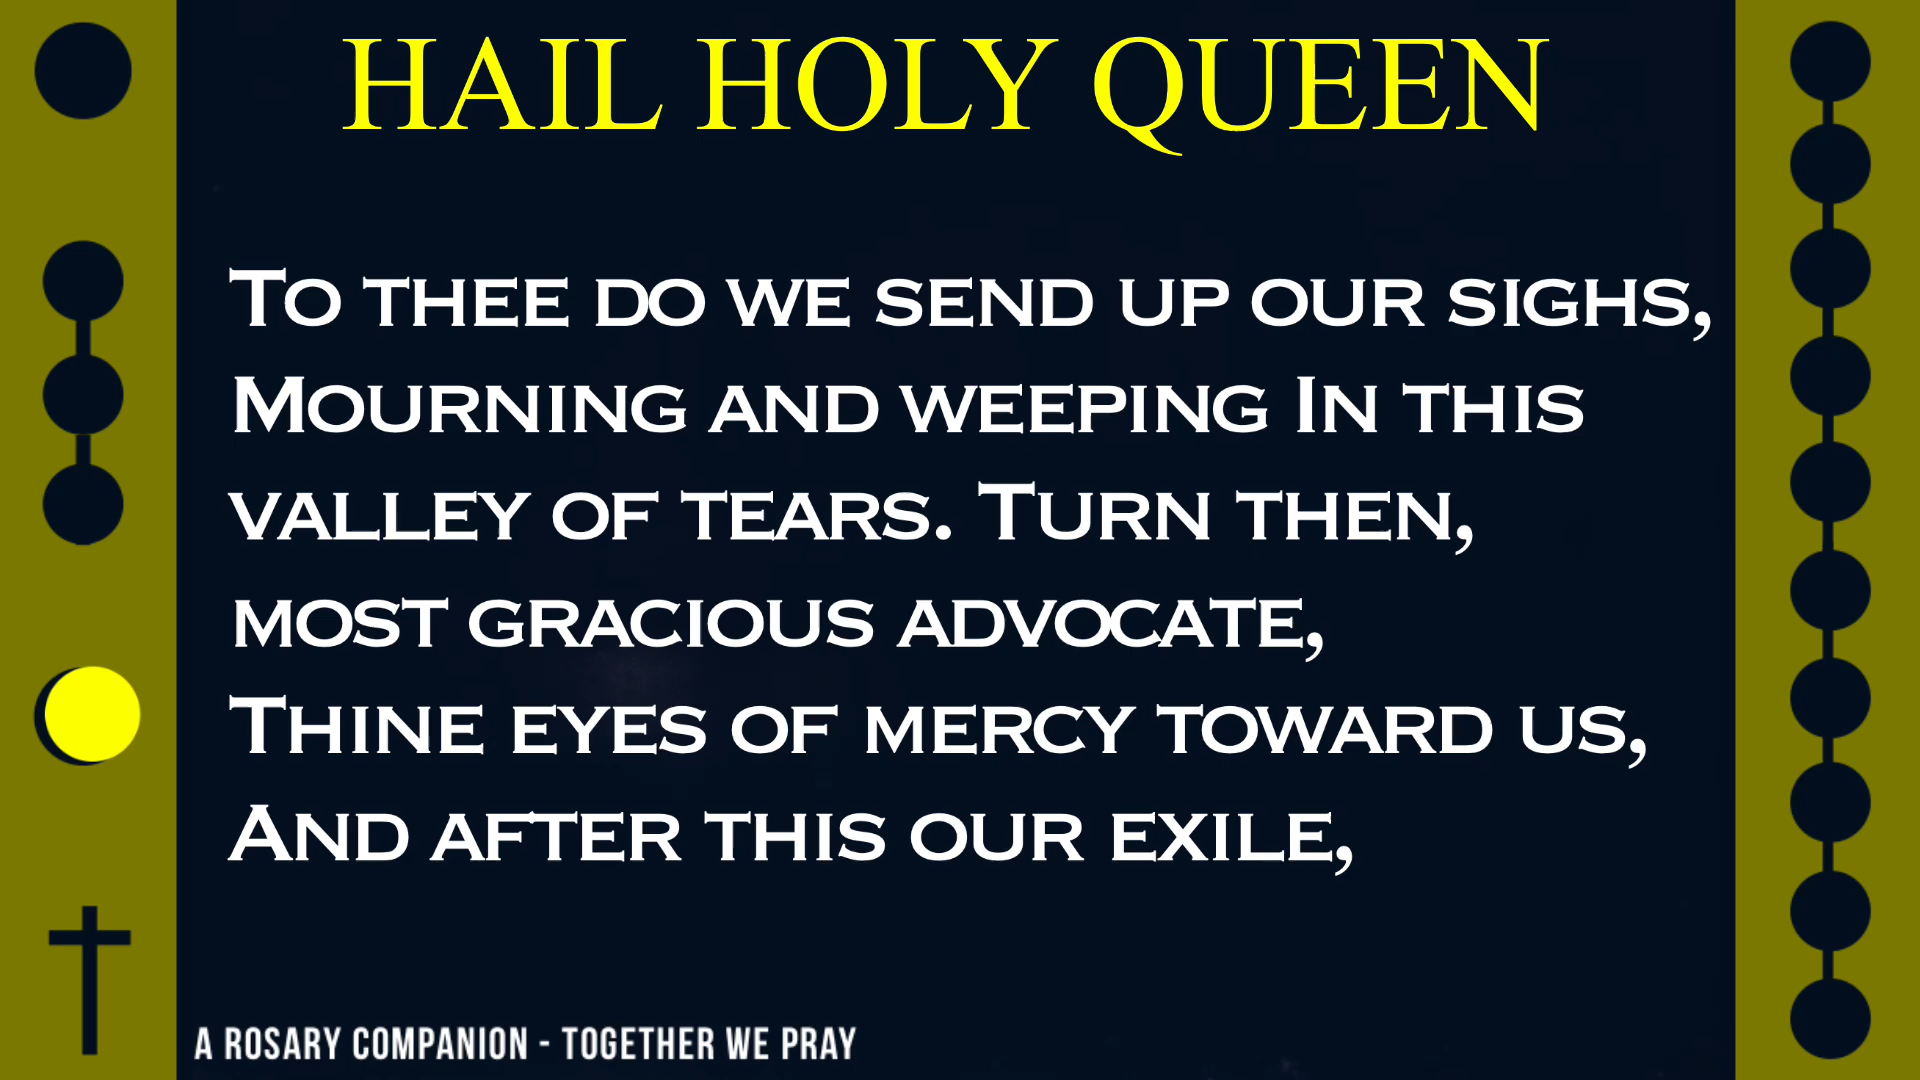 HAIL HOLY QUEEN
To thee do we send up our sighs,
Mourning and weeping In this
valley of tears. Turn then,
most gracious advocate,
Thine eyes of mercy toward us,
And after this our exile,
A ROSARY COMPANION - TOGETHER WE PRAY